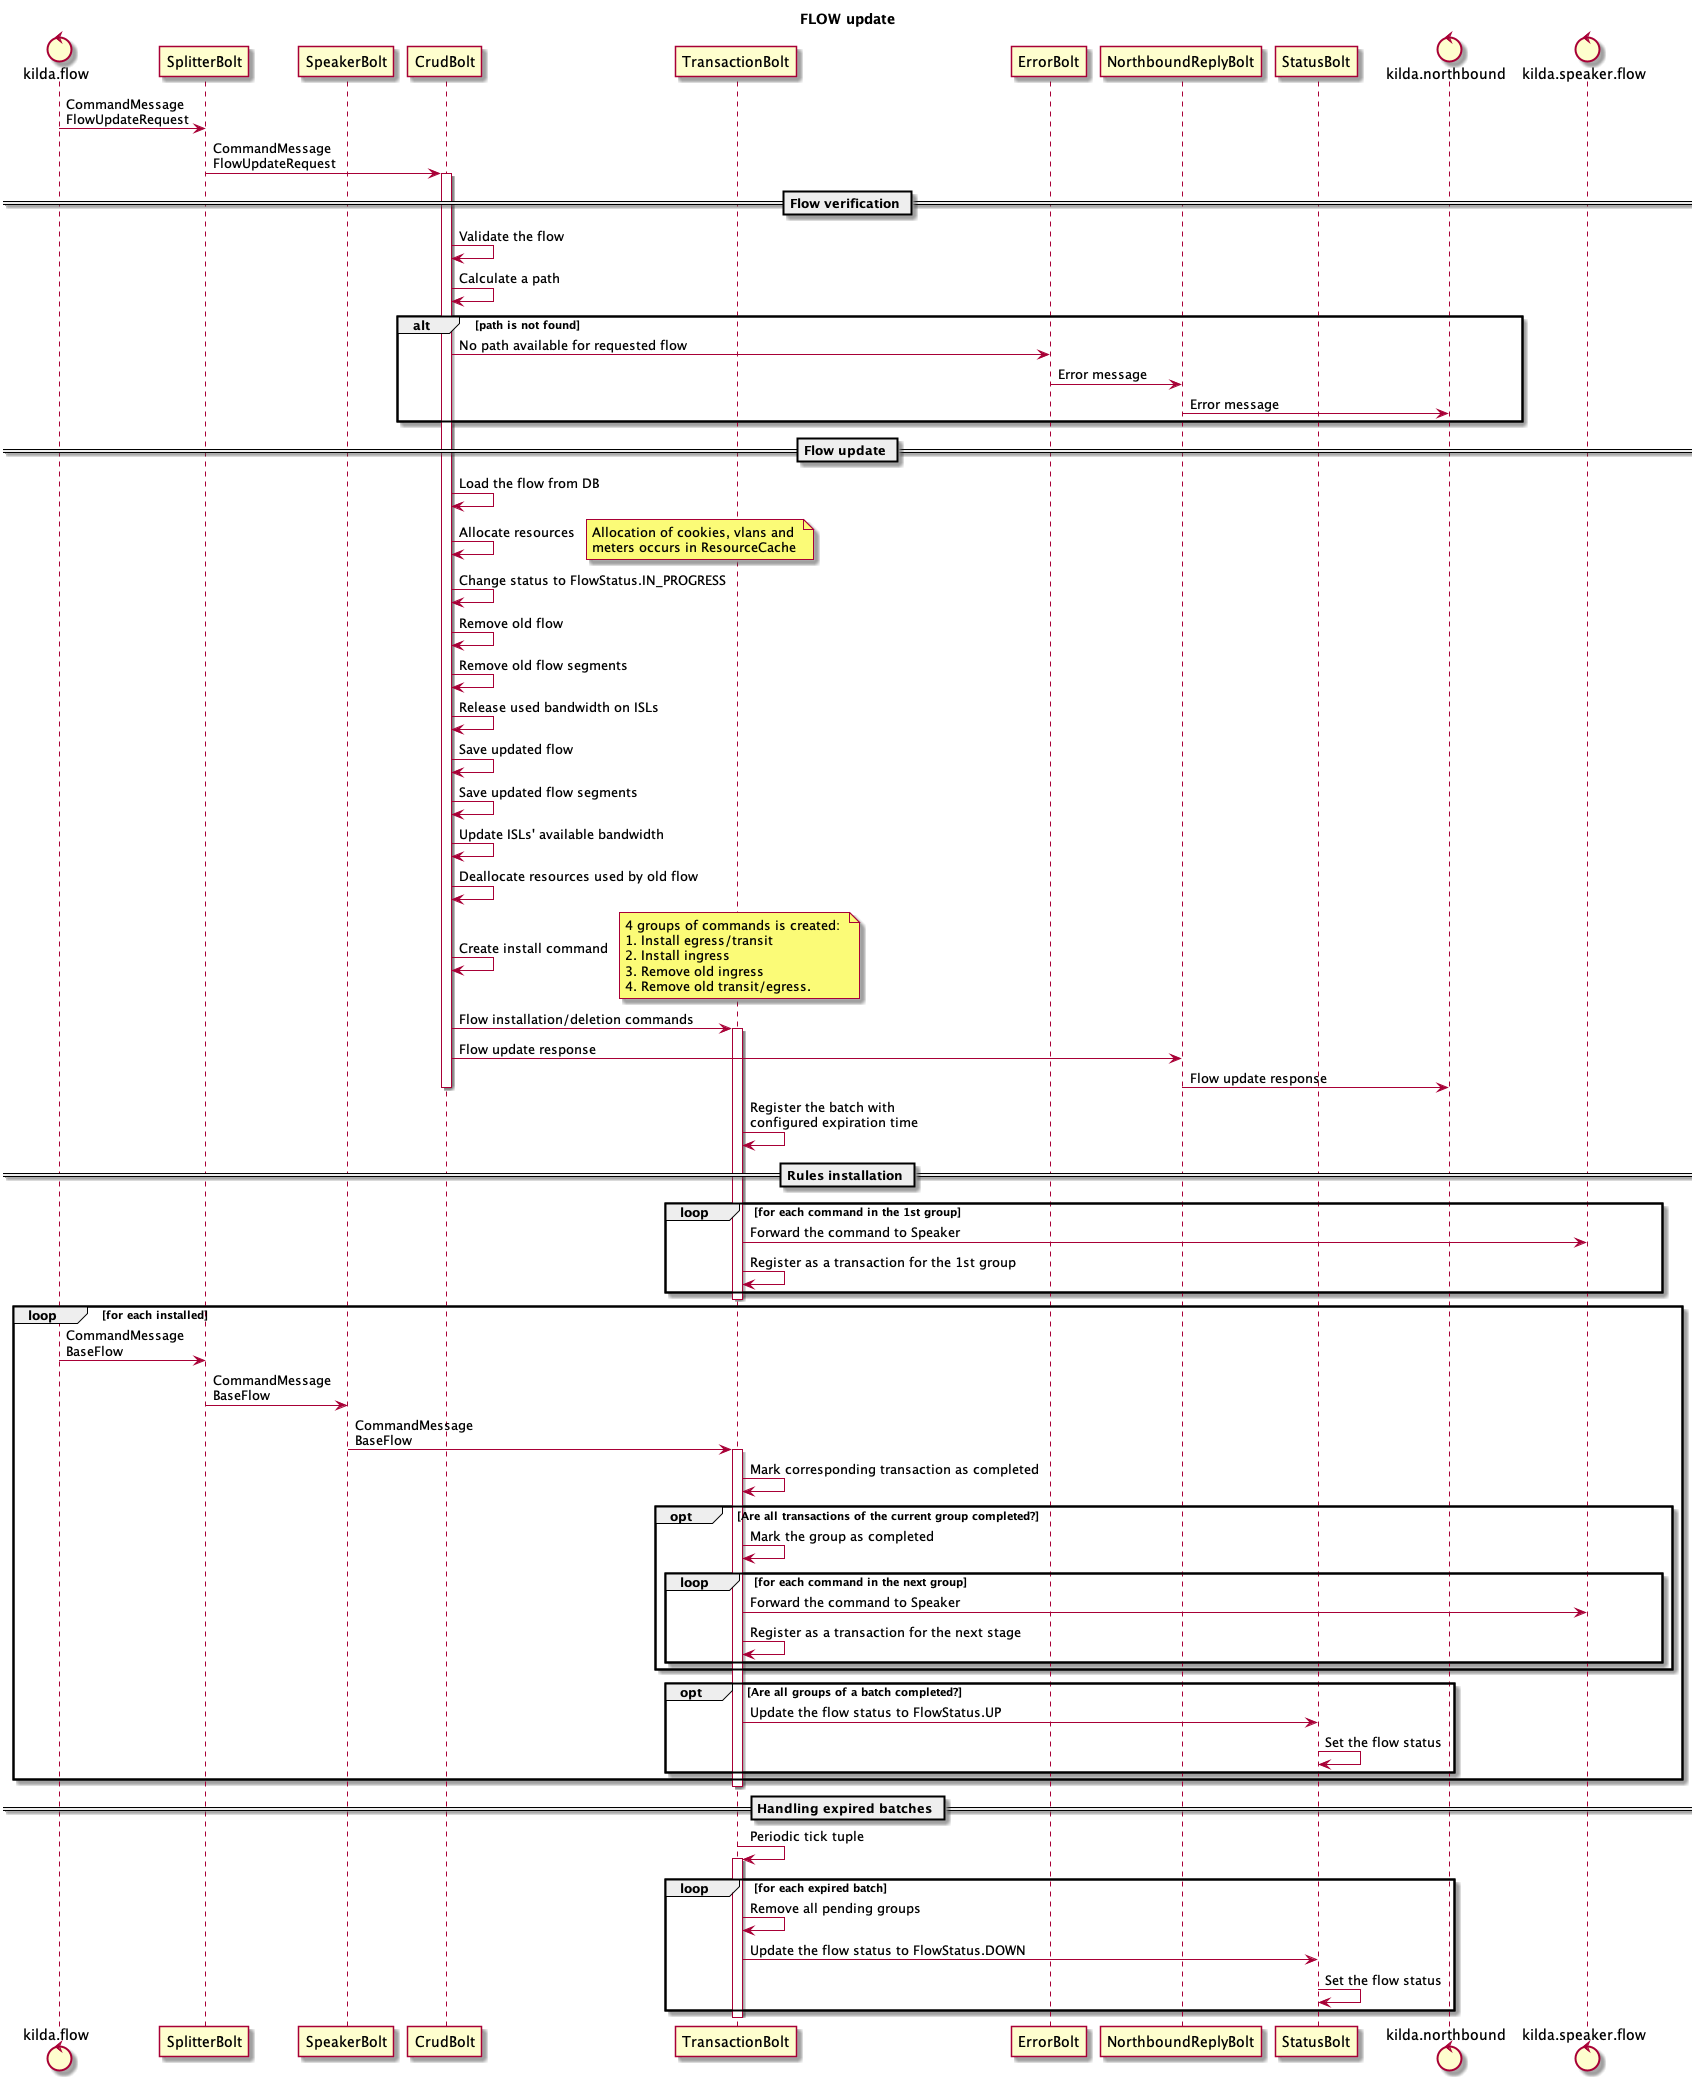 FLOW update
kilda.flow
SplitterBolt
SpeakerBolt
CrudBolt
TransactionBolt
ErrorBolt
NorthboundReplyBolt
StatusBolt
kilda.northbound
kilda.speaker.flow
CommandMessage
FlowUpdateRequest
CommandMessage
FlowUpdateRequest
Flow verification
Validate the flow
Calculate a path
alt
[path is not found]
No path available for requested flow
Error message
Error message
Flow update
Load the flow from DB
Allocate resources
Allocation of cookies, vlans and
meters occurs in ResourceCache
Change status to FlowStatus.IN_PROGRESS
Remove old flow
Remove old flow segments
Release used bandwidth on ISLs
Save updated flow
Save updated flow segments
Update ISLs' available bandwidth
Deallocate resources used by old flow
Create install command
4 groups of commands is created:
1. Install egress/transit
2. Install ingress
3. Remove old ingress
4. Remove old transit/egress.
Flow installation/deletion commands
Flow update response
Flow update response
Register the batch with
configured expiration time
Rules installation
loop
[for each command in the 1st group]
Forward the command to Speaker
Register as a transaction for the 1st group
loop
[for each installed]
CommandMessage
BaseFlow
CommandMessage
BaseFlow
CommandMessage
BaseFlow
Mark corresponding transaction as completed
opt
[Are all transactions of the current group completed?]
Mark the group as completed
loop
[for each command in the next group]
Forward the command to Speaker
Register as a transaction for the next stage
opt
[Are all groups of a batch completed?]
Update the flow status to FlowStatus.UP
Set the flow status
Handling expired batches
Periodic tick tuple
loop
[for each expired batch]
Remove all pending groups
Update the flow status to FlowStatus.DOWN
Set the flow status
kilda.flow
SplitterBolt
SpeakerBolt
CrudBolt
TransactionBolt
ErrorBolt
NorthboundReplyBolt
StatusBolt
kilda.northbound
kilda.speaker.flow